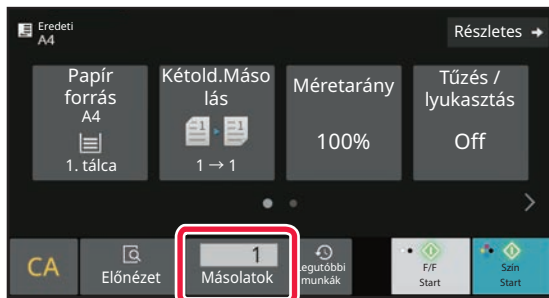 Eredeti
A4
Részletes
Papír
forrás
A4
1. tálca
Kétold.Máso
lás
1 → 1
Méretarány
100%
Tűzés /
lyukasztás
Off
CA
Előnézet
1
Másolatok
Legutóbbi
munkák
F/F
Start
Szín
Start